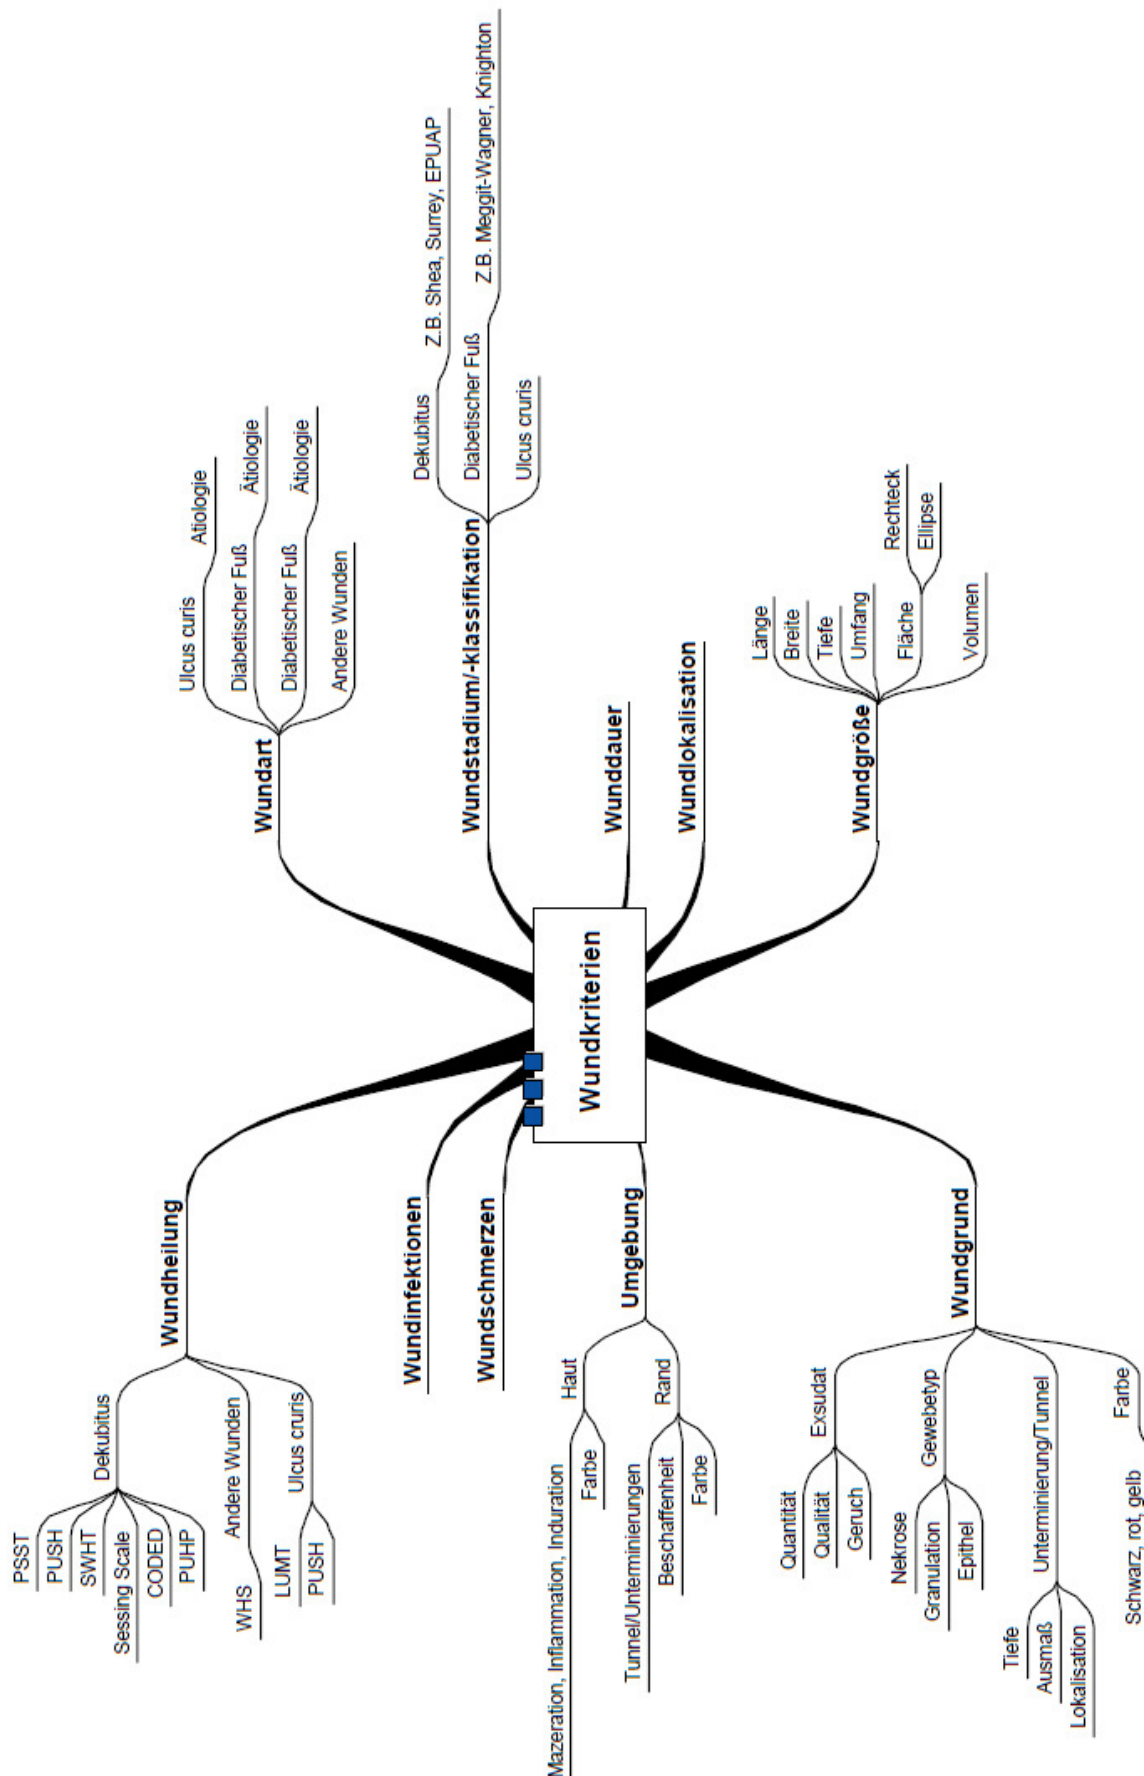 Wundkriterien
Wundart
Ulcus curis
Ätiologie
Diabetischer Fuß
Ätiologie
Diabetischer Fuß
Ätiologie
Andere Wunden
Wundstadium/-klassifikation
Dekubitus
Z.B. Shea, Surrey, EPUAP
Diabetischer Fuß
Z.B. Meggit-Wagner, Knighton
Ulcus cruris
Wunddauer
Wundlokalisation
Wundgröße
Länge
Breite
Tiefe
Umfang
Fläche
Rechteck
Ellipse
Volumen
Wundheilung
Dekubitus
PSST
PUSH
SWHT
Sessing Scale
CODED
PUHP
Andere Wunden
WHS
Ulcus cruris
LUMT
PUSH
Wundinfektionen
Wundschmerzen
Umgebung
Haut
Mazeration, Inflammation, Induration
Farbe
Rand
Tunnel/Unterminierungen
Beschaffenheit
Farbe
Wundgrund
Exsudat
Quantität
Qualität
Geruch
Gewebetyp
Nekrose
Granulation
Epithel
Unterminierung/Tunnel
Tiefe
Ausmaß
Lokalisation
Farbe
Schwarz, rot, gelb